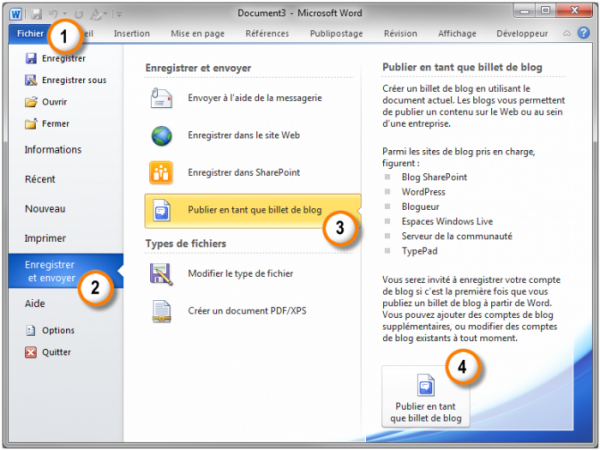 Document3 - Microsoft Word
Fichier
1
eil
Insertion
Mise en page
Références
Publipostage
Révision
Affichage
Développeur
Enregistrer
Enregistrer sous
Ouvrir
Fermer
Informations
Récent
Nouveau
Imprimer
Enregistrer
et envoyer
2
Aide
Options
Quitter
Enregistrer et envoyer
Envoyer à l'aide de la messagerie
Enregistrer dans le site Web
Enregistrer dans SharePoint
Publier en tant que billet de blog
3
Types de fichiers
Modifier le type de fichier
Créer un document PDF/XPS
Publier en tant que billet de blog
Créer un billet de blog en utilisant le
document actuel. Les blogs vous permettent
de publier un contenu sur le Web ou au sein
d'une entreprise.
Parmi les sites de blog pris en charge,
figurent :
Blog SharePoint
WordPress
Blogueur
Espaces Windows Live
Serveur de la communauté
TypePad
Vous serez invité à enregistrer votre compte
de blog si c'est la première fois que vous
publiez un billet de blog à partir de Word.
Vous pouvez ajouter des comptes de blog
supplémentaires, ou modifier des comptes
de blog existants à tout moment.
4
Publier en tant
que billet de blog